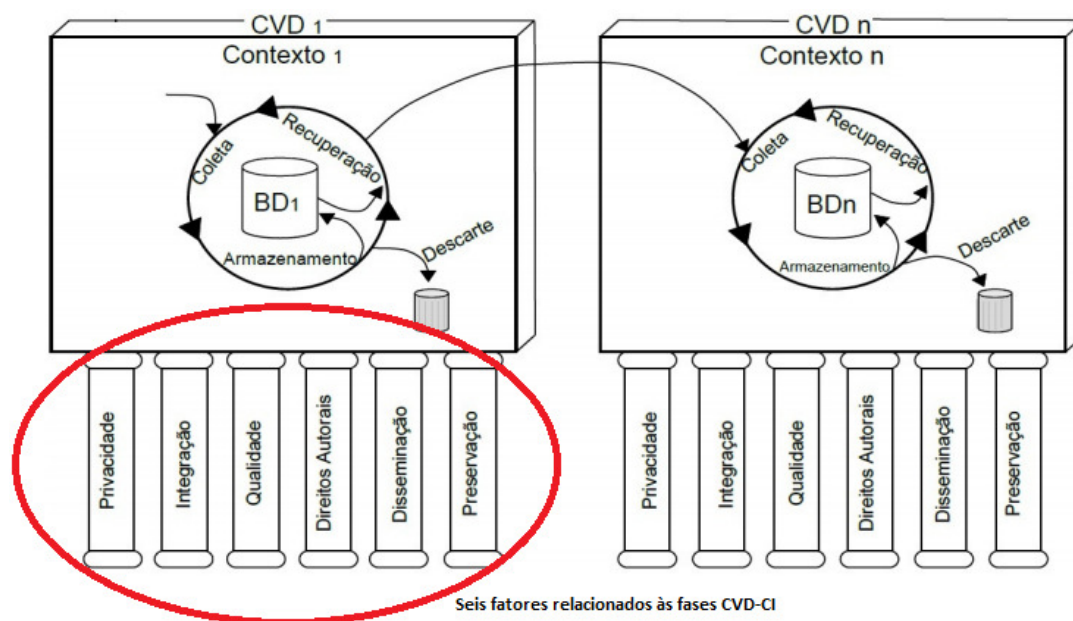 CVD 1
Contexto 1
Coleta
Recuperação
BD1
Armazenamento
Descarte
Privacidade
Integração
Qualidade
Direitos Autorais
Disseminação
Preservação
CVD n
Contexto n
Coleta
Recuperação
BDn
Armazenamento
Descarte
Privacidade
Integração
Qualidade
Direitos Autorais
Disseminação
Preservação
Seis fatores relacionados às fases CVD-CI